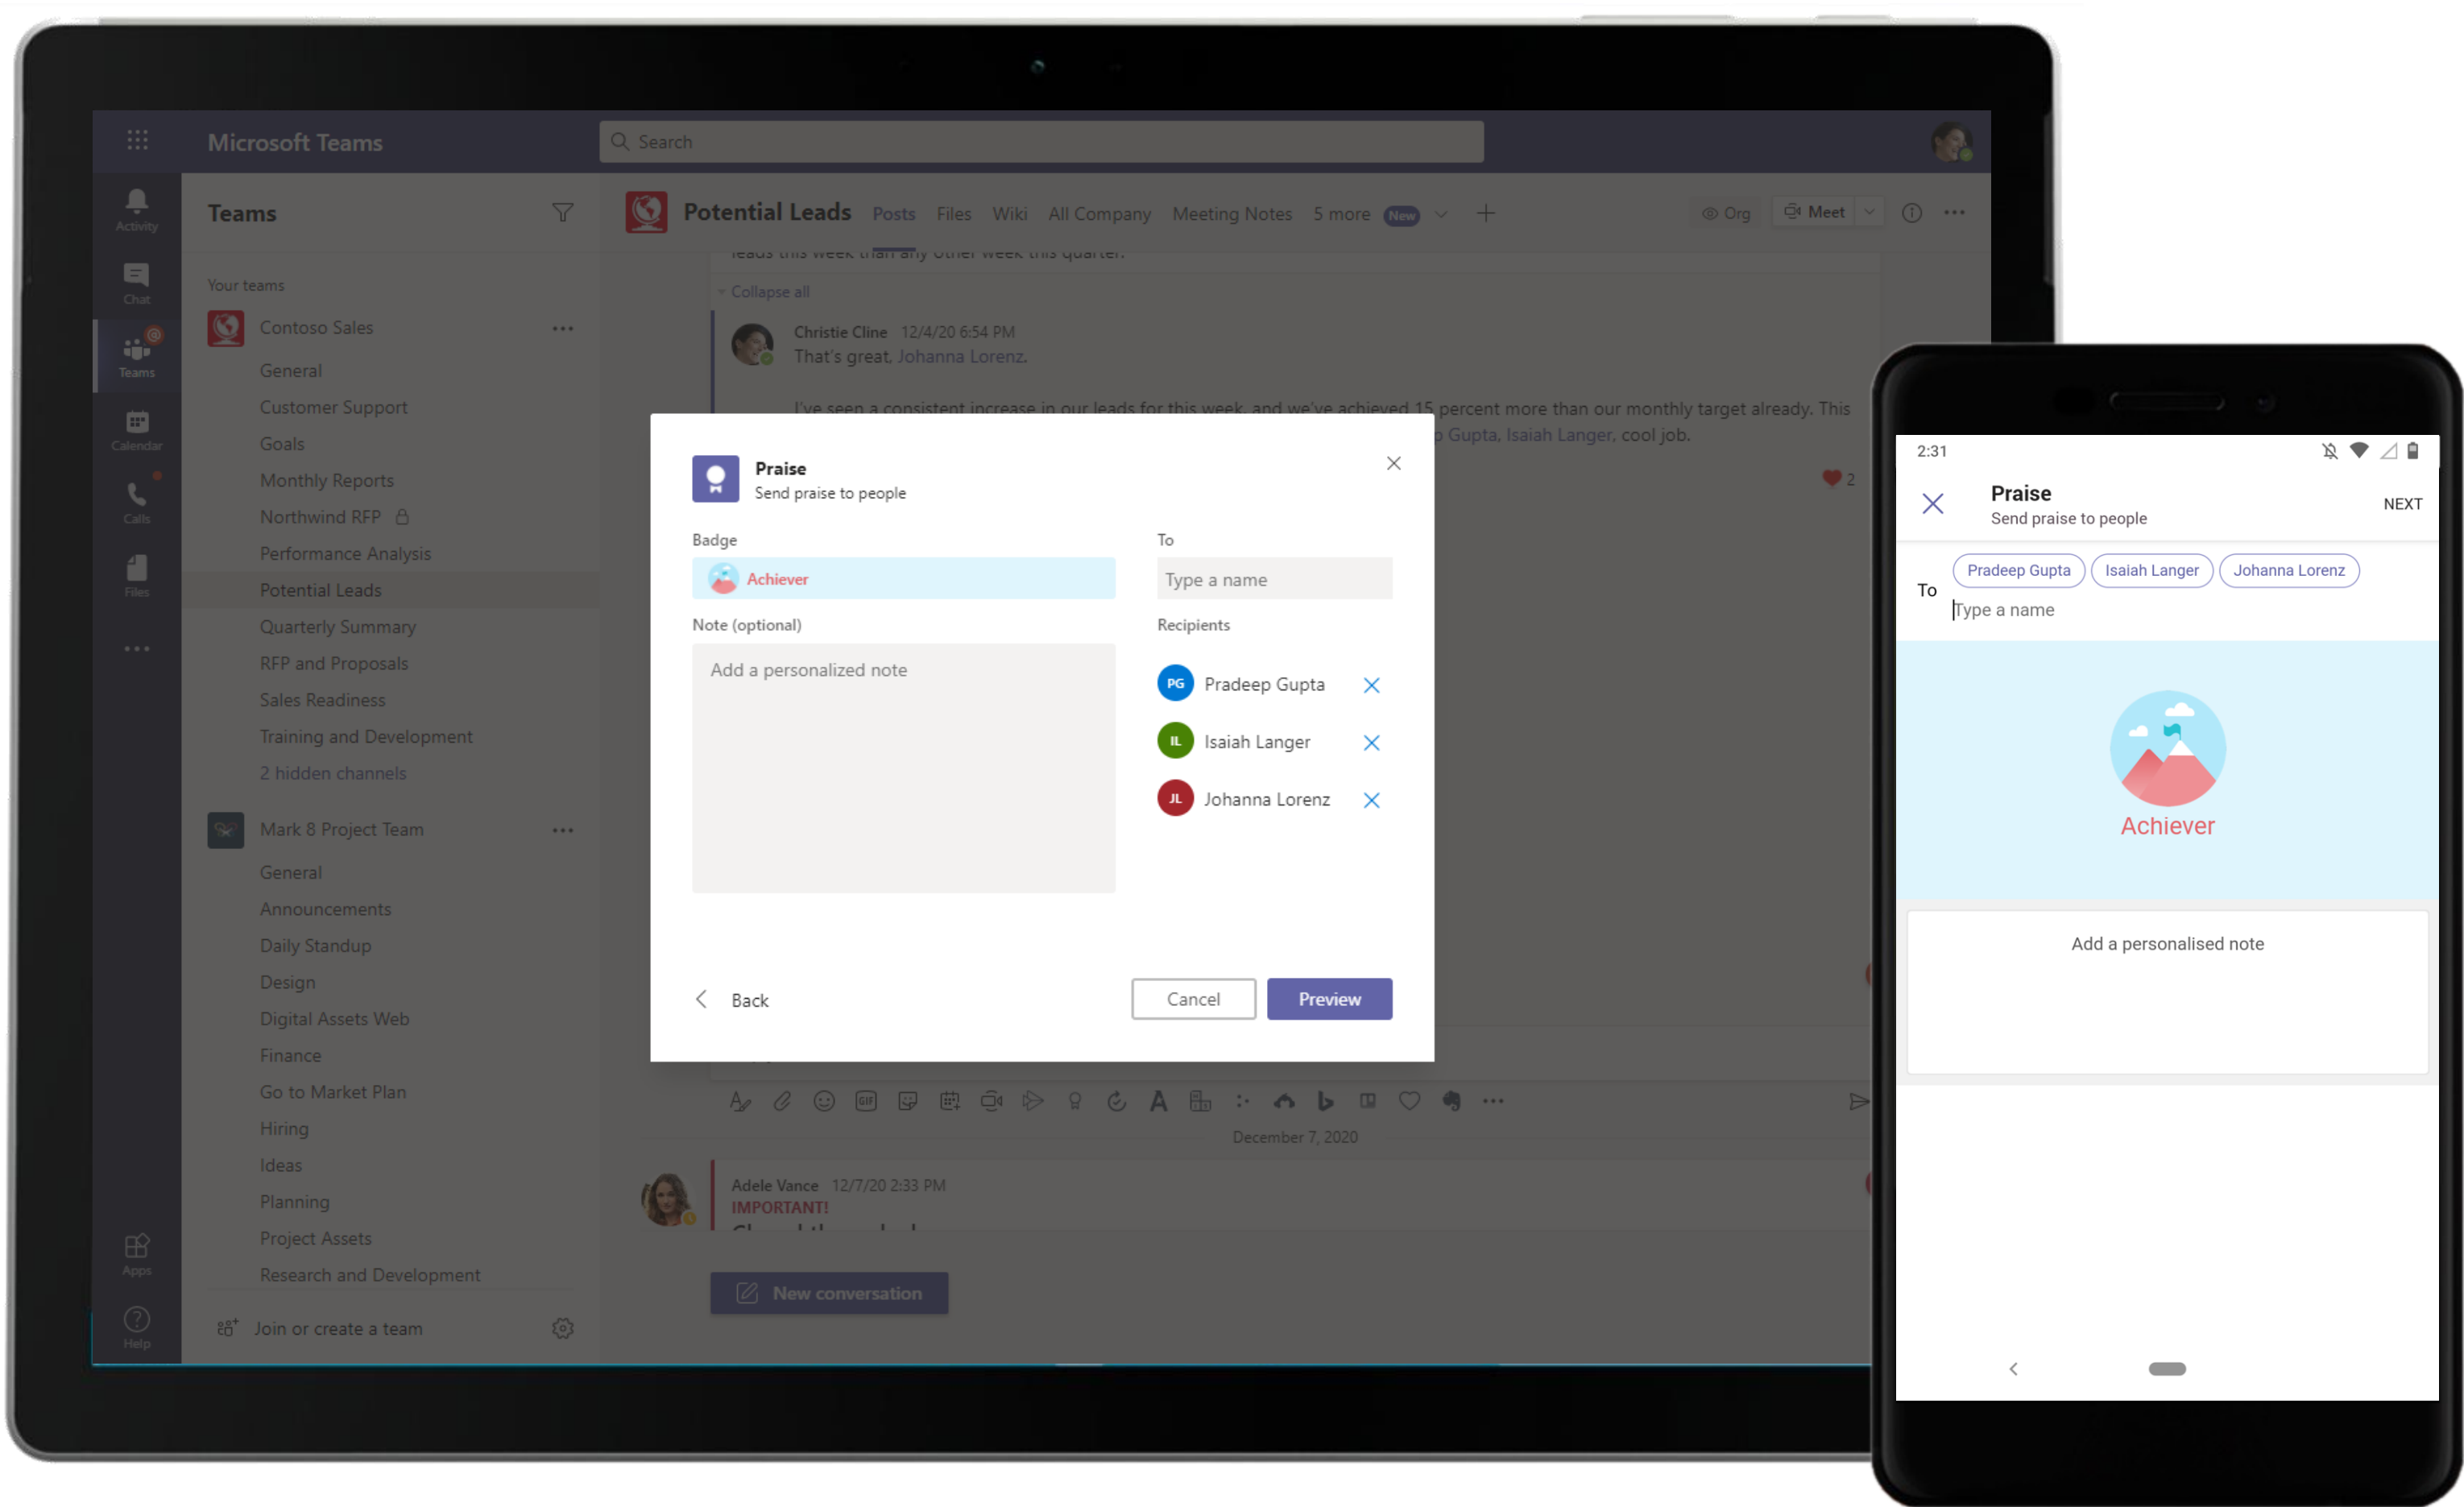 Microsoft Teams
Search
Activity
Chat
Teams
Calendar
Calls
Files
Apps
Help
Teams
Your teams
Contoso Sales
General
Customer Support
Goals
Monthly Reports
Northwind RFP
Performance Analysis
Potential Leads
Quarterly Summary
RFP and Proposals
Sales Readiness
Training and Development
2 hidden channels
Mark 8 Project Team
General
Announcements
Daily Standup
Design
Digital Assets Web
Finance
Go to Market Plan
Hiring
Ideas
Planning
Project Assets
Research and Development
Join or create a team
Potential Leads Posts Files Wiki All Company Meeting Notes 5 more New
Org Meet
leads this week than any other week this quarter.
Collapse all
Christie Cline 12/4/20 6:54 PM
That's great, Johanna Lorenz.
I've seen a consistent increase in our leads for this week, and we've achieved 15 percent more than our monthly target already. This
Gupta, Isaiah Langer, cool job.
2
Praise
Send praise to people
Badge
Achiever
Note (optional)
Add a personalized note
To
Type a name
Recipients
PG Pradeep Gupta
IL Isaiah Langer
JL Johanna Lorenz
Back
Cancel
Preview
GIF
December 7, 2020
Adele Vance 12/7/20 2:33 PM
IMPORTANT!
New conversation
2:31
Praise
Send praise to people
NEXT
To
Pradeep Gupta Isaiah Langer Johanna Lorenz
Type a name
Achiever
Add a personalised note